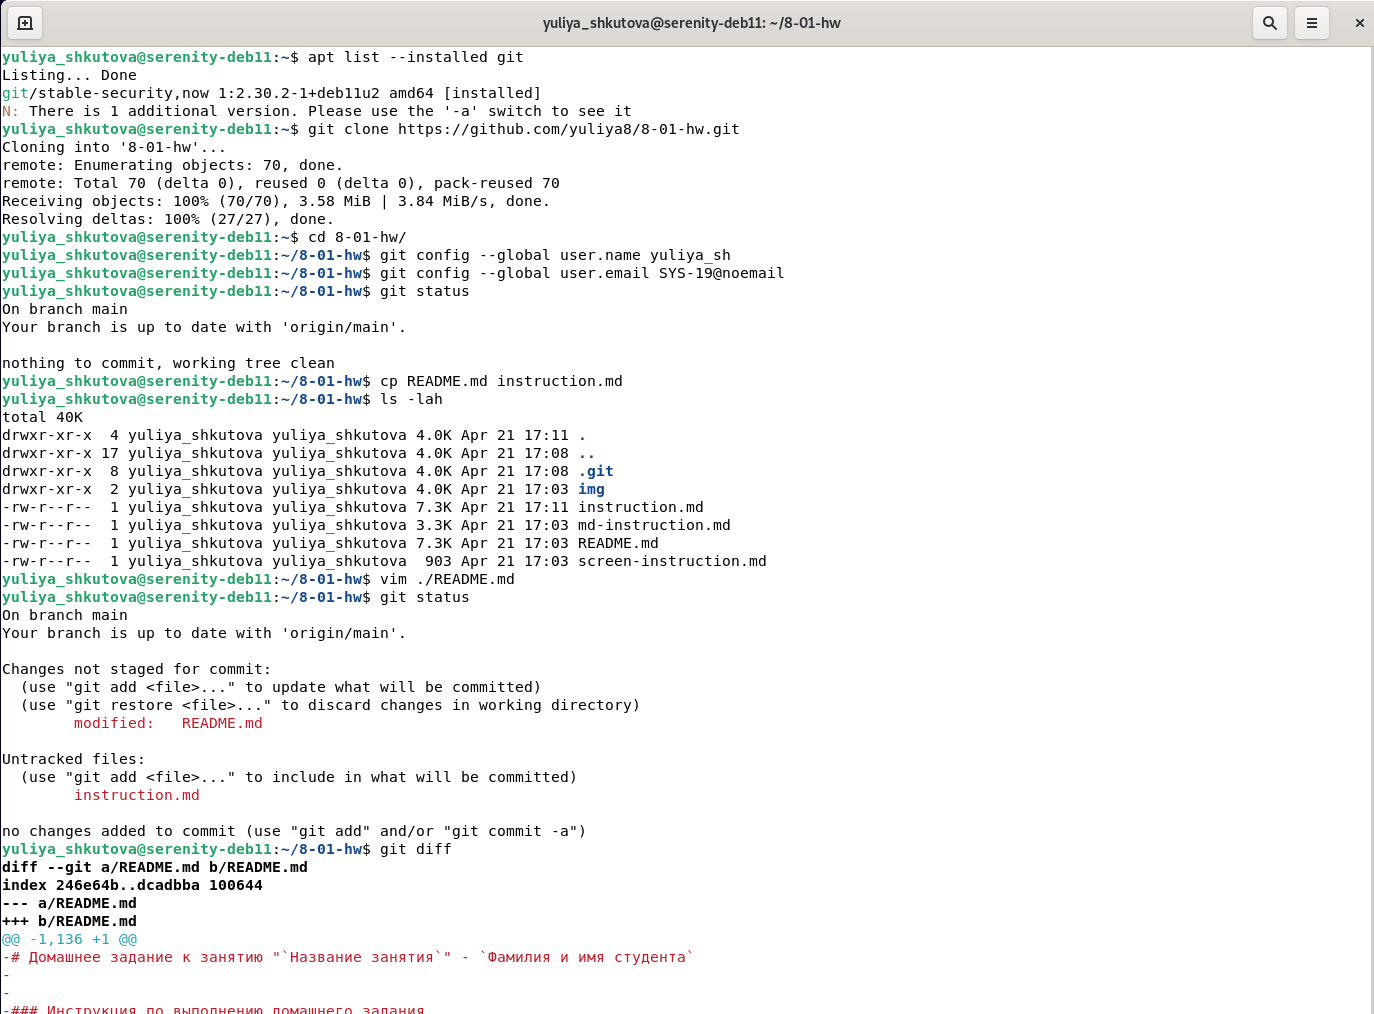 yuliya_shkutova@serenity-deb11: ~/8-01-hw
yuliya_shkutova@serenity-deb11:~$ apt list --installed git
Listing... Done
git/stable-security,now 1:2.30.2-1+deb11u2 amd64 [installed]
N: There is 1 additional version. Please use the '-a' switch to see it
yuliya_shkutova@serenity-deb11:~$ git clone https://github.com/yuliya8/8-01-hw.git
Cloning into '8-01-hw'...
remote: Enumerating objects: 70, done.
remote: Total 70 (delta 0), reused 0 (delta 0), pack-reused 70
Receiving objects: 100% (70/70), 3.58 MiB | 3.84 MiB/s, done.
Resolving deltas: 100% (27/27), done.
yuliya_shkutova@serenity-deb11:~$ cd 8-01-hw/
yuliya_shkutova@serenity-deb11:~/8-01-hw$ git config --global user.name yuliya_sh
yuliya_shkutova@serenity-deb11:~/8-01-hw$ git config --global user.email SYS-19@noemail
yuliya_shkutova@serenity-deb11:~/8-01-hw$ git status
On branch main
Your branch is up to date with 'origin/main'.

nothing to commit, working tree clean
yuliya_shkutova@serenity-deb11:~/8-01-hw$ cp README.md instruction.md
yuliya_shkutova@serenity-deb11:~/8-01-hw$ ls -lah
total 40K
drwxr-xr-x  4 yuliya_shkutova yuliya_shkutova 4.0K Apr 21 17:11 .
drwxr-xr-x 17 yuliya_shkutova yuliya_shkutova 4.0K Apr 21 17:08 ..
drwxr-xr-x  8 yuliya_shkutova yuliya_shkutova 4.0K Apr 21 17:08 .git
drwxr-xr-x  2 yuliya_shkutova yuliya_shkutova 4.0K Apr 21 17:03 img
-rw-r--r--  1 yuliya_shkutova yuliya_shkutova 7.3K Apr 21 17:11 instruction.md
-rw-r--r--  1 yuliya_shkutova yuliya_shkutova 3.3K Apr 21 17:03 md-instruction.md
-rw-r--r--  1 yuliya_shkutova yuliya_shkutova 7.3K Apr 21 17:03 README.md
-rw-r--r--  1 yuliya_shkutova yuliya_shkutova  903 Apr 21 17:03 screen-instruction.md
yuliya_shkutova@serenity-deb11:~/8-01-hw$ vim ./README.md
yuliya_shkutova@serenity-deb11:~/8-01-hw$ git status
On branch main
Your branch is up to date with 'origin/main'.

Changes not staged for commit:
  (use "git add <file>..." to update what will be committed)
  (use "git restore <file>..." to discard changes in working directory)
        modified:   README.md

Untracked files:
  (use "git add <file>..." to include in what will be committed)
        instruction.md

no changes added to commit (use "git add" and/or "git commit -a")
yuliya_shkutova@serenity-deb11:~/8-01-hw$ git diff
diff --git a/README.md b/README.md
index 246e64b..dcadbba 100644
--- a/README.md
+++ b/README.md
@@ -1,136 +1 @@
-# Домашнее задание к занятию "`Название занятия`" - `Фамилия и имя студента`
-
-
-### Инструкция по выполнению домашнего задания